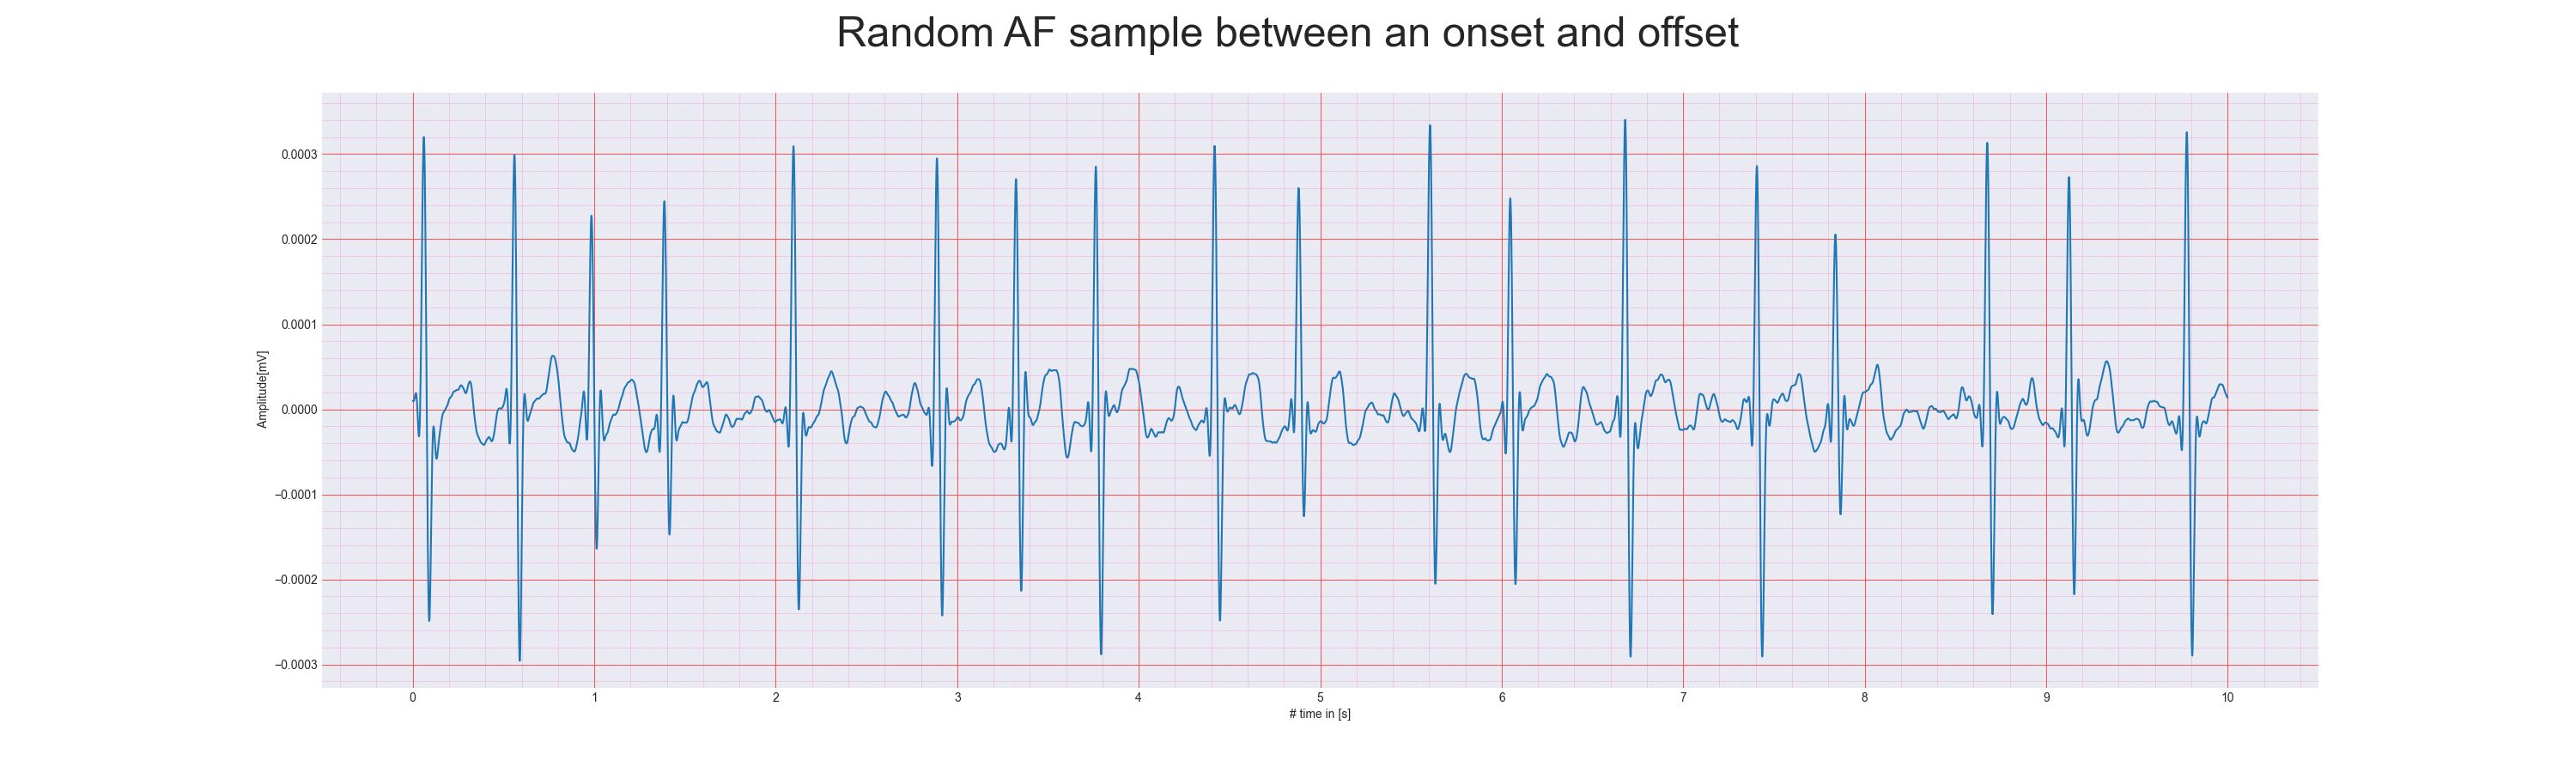 Random AF sample between an onset and offset
0.0003
0.0002
0.0001
0.0000
−0.0001
−0.0002
−0.0003
Amplitude[mV]
0 1 2 3 4 5 6 7 8 9 10
# time in [s]